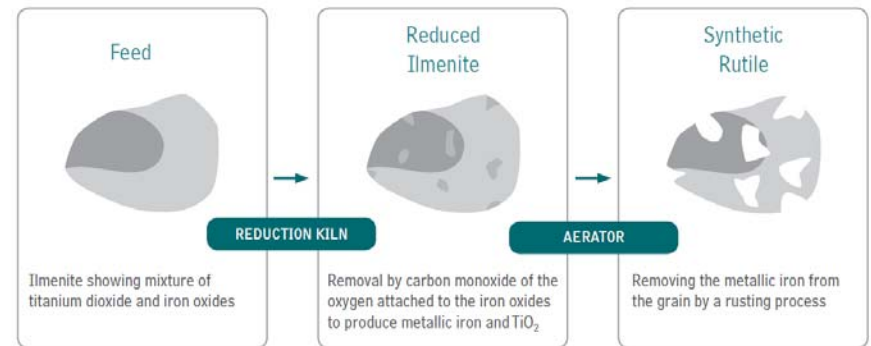 Feed
Reduced
Ilmenite
Synthetic
Rutile
REDUCTION KILN
AERATOR
Ilmenite showing mixture of
titanium dioxide and iron oxides
Removal by carbon monoxide of the
oxygen attached to the iron oxides
to produce metallic iron and TiO₂
Removing the metallic iron from
the grain by a rusting process